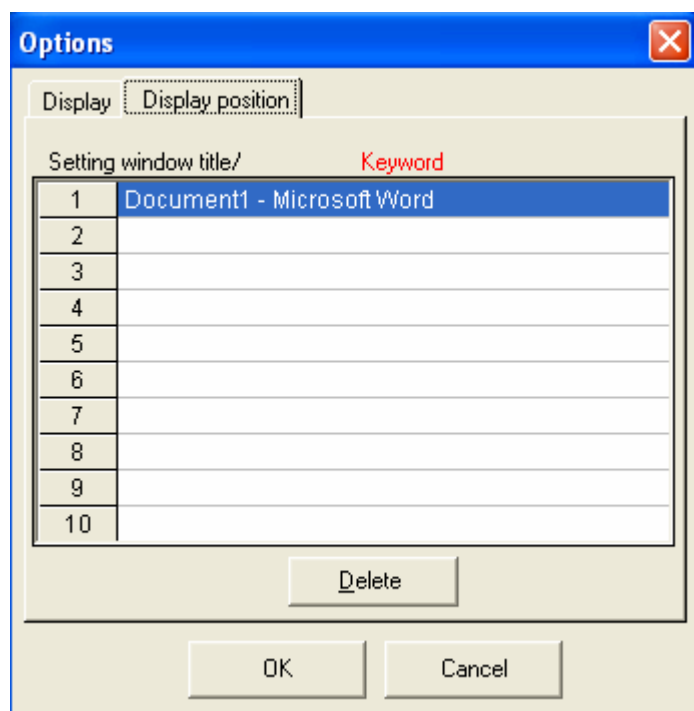 Options
Display Display position
Setting window title/ Keyword
1 Document1 - Microsoft Word
2
3
4
5
6
7
8
9
10
Delete
OK Cancel